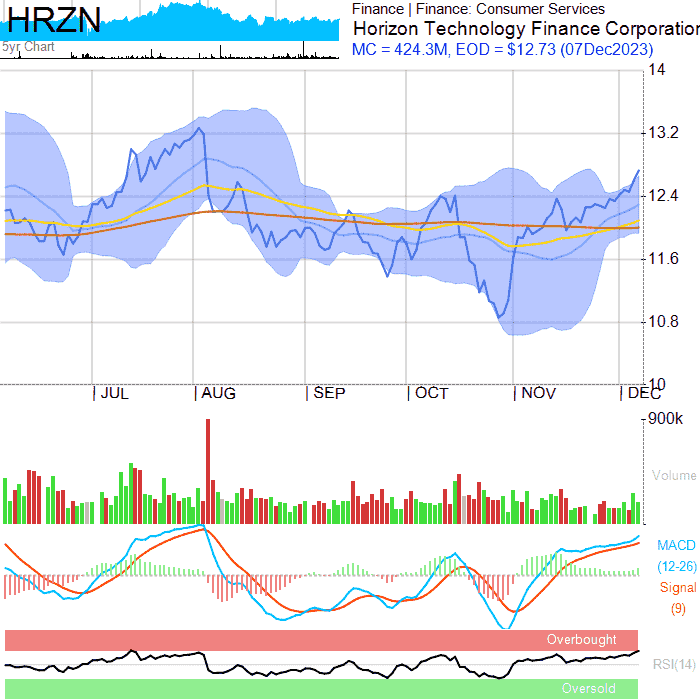 HRZN
5yr Chart
Finance | Finance: Consumer Services
Horizon Technology Finance Corporation
MC = 424.3M, EOD = $12.73 (07Dec2023)
14
13.2
12.4
11.6
10.8
10
| JUL | AUG | SEP | OCT | NOV | DEC
900k
Volume
MACD
(12-26)
Signal
(9)
Overbought
RSI(14)
Oversold